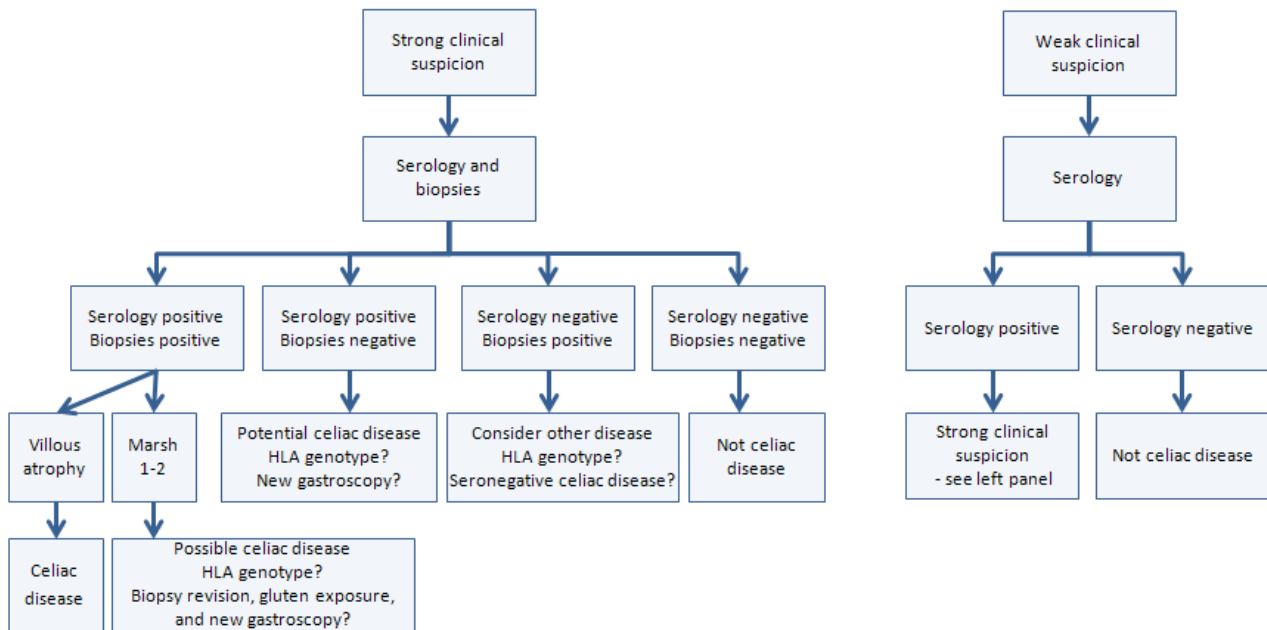 Strong clinical
suspicion
Weak clinical
suspicion
Serology and
biopsies
Serology
Serology positive
Biopsies positive
Serology positive
Biopsies negative
Serology negative
Biopsies positive
Serology negative
Biopsies negative
Serology positive
Serology negative
Villous
atrophy
Marsh
1-2
Potential celiac disease
HLA genotype?
New gastroscopy?
Consider other disease
HLA genotype?
Seronegative celiac disease?
Not celiac
disease
Strong clinical
suspicion
- see left panel
Not celiac disease
Celiac
disease
Possible celiac disease
HLA genotype?
Biopsy revision, gluten exposure,
and new gastroscopy?